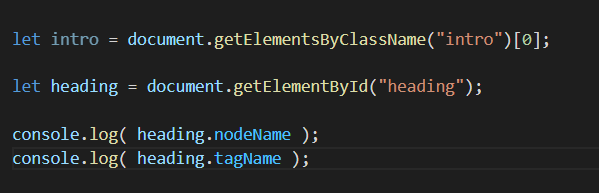 let intro = document.getElementsByClassName("intro")[0];
let heading = document.getElementById("heading");
console.log( heading.nodeName );
console.log( heading.tagName );